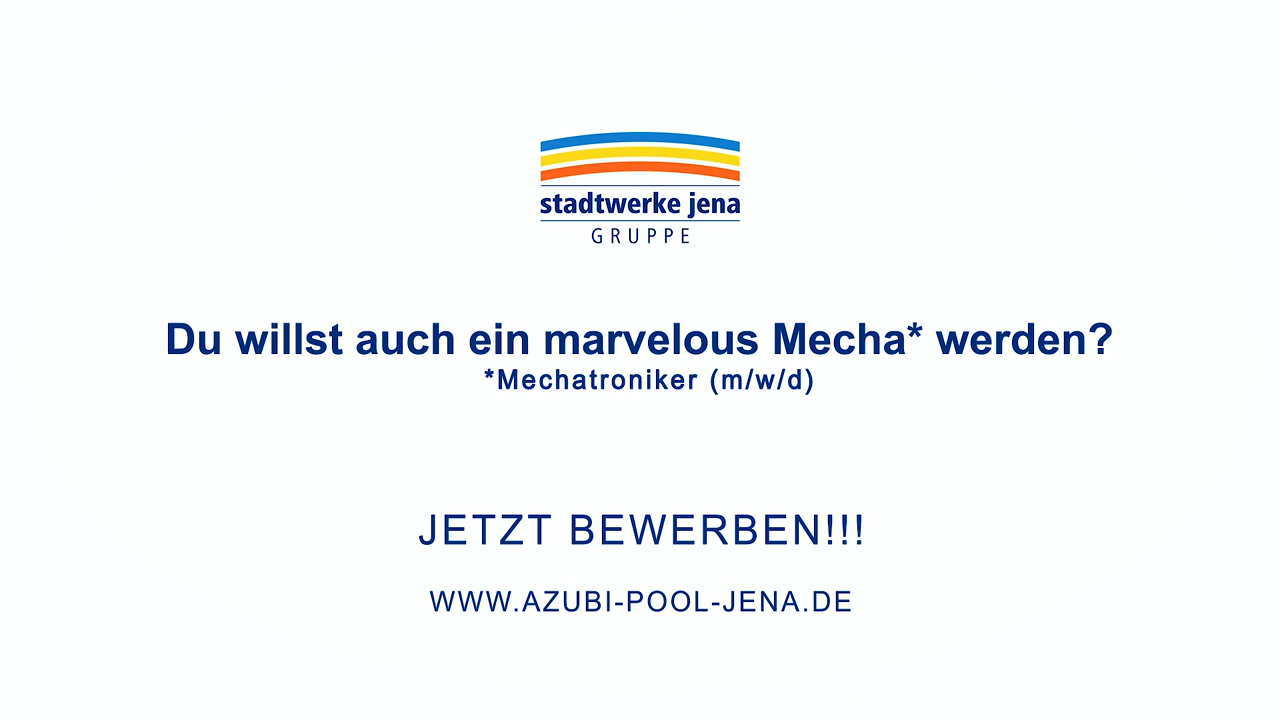 stadtwerke jena
GRUPPE
Du willst auch ein marvelous Mecha* werden?
*Mechatroniker (m/w/d)
JETZT BEWERBEN!!!
WWW.AZUBI-POOL-JENA.DE